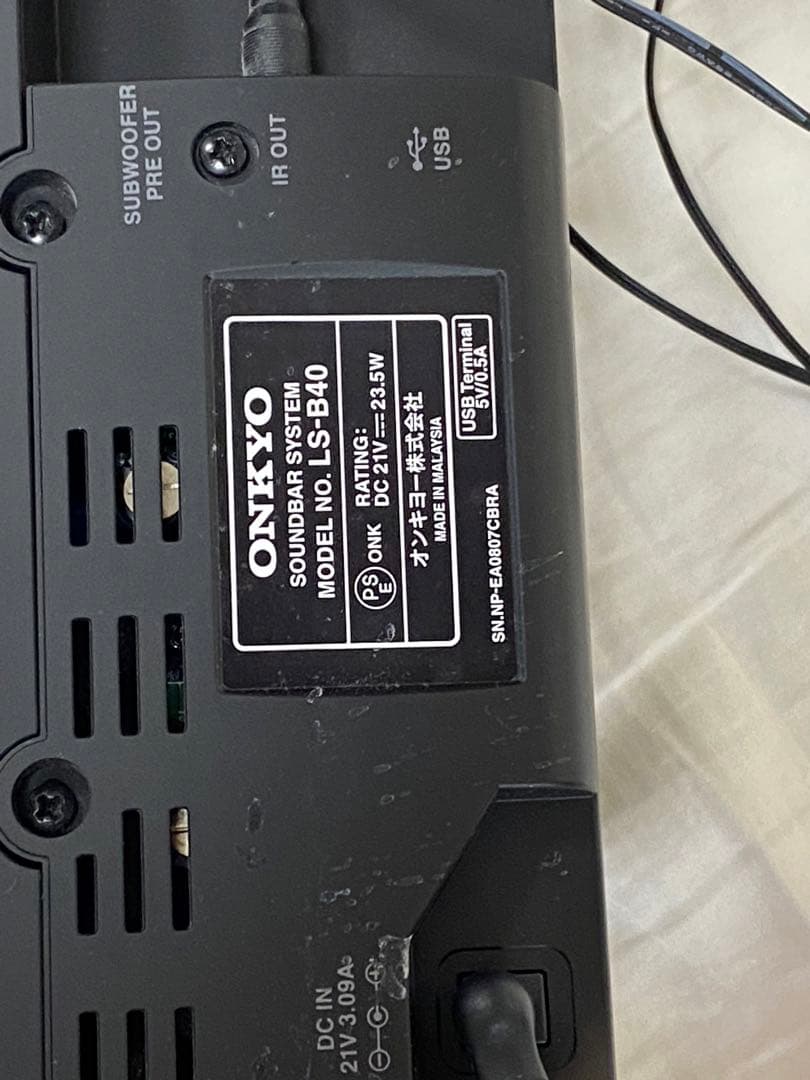 SUBWOOFER
PRE OUT
IR OUT
USB
ONKYO
SOUNDBAR SYSTEM
MODEL NO. LS-B40
PSE ONK
RATING:
DC 21V⎓23.5W
オンキヨー株式会社
MADE IN MALAYSIA
USB Terminal
5V/0.5A
SN.NP-EA0807CBRA
DC IN
21V 3.09A